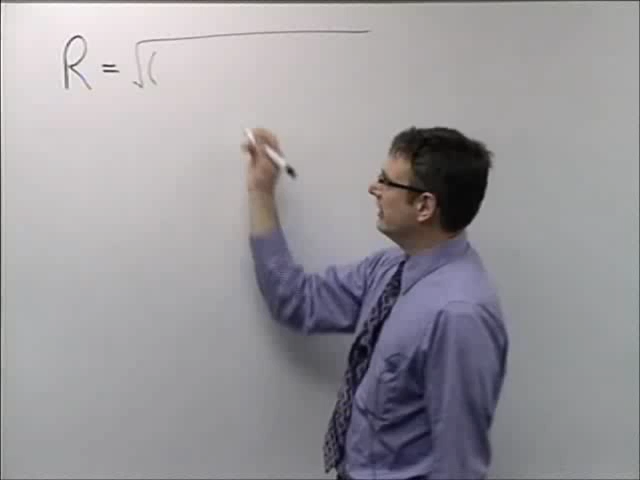 R = √(